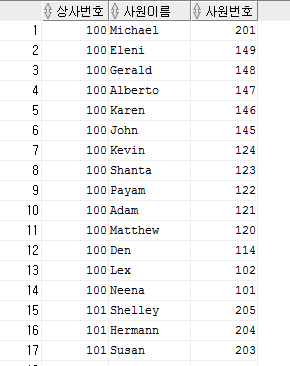 상사번호 사원이름 사원번호
1 100 Michael 201
2 100 Eleni 149
3 100 Gerald 148
4 100 Alberto 147
5 100 Karen 146
6 100 John 145
7 100 Kevin 124
8 100 Shanta 123
9 100 Payam 122
10 100 Adam 121
11 100 Matthew 120
12 100 Den 114
13 100 Lex 102
14 100 Neena 101
15 101 Shelley 205
16 101 Hermann 204
17 101 Susan 203